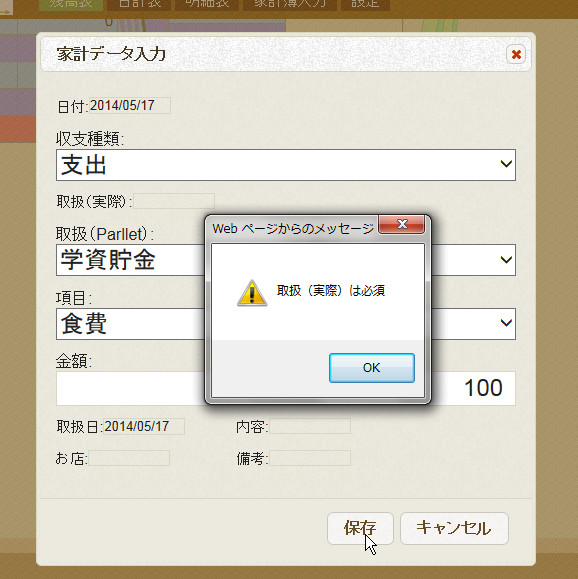 残高表 日計表 明細表 家計簿入力 設定
0
家計データ入力
日付:2014/05/17
収支種類:
支出
取扱(実際):
Web ページからのメッセージ
取扱(Parllet):
学資貯金
取扱（実際）は必須
項目:
食費
金額:
OK
100
取扱日:2014/05/17 内容:
お店: 備考:
保存 キャンセル